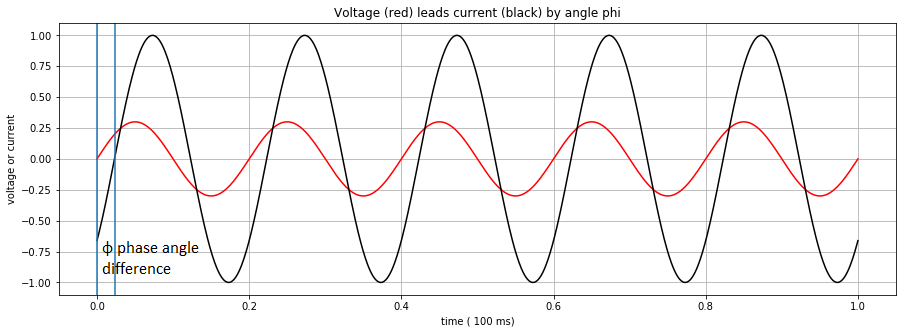 Voltage (red) leads current (black) by angle phi
voltage or current
1.00
0.75
0.50
0.25
0.00
−0.25
−0.50
−0.75
−1.00
ϕ phase angle
difference
0.0 0.2 0.4 0.6 0.8 1.0
time ( 100 ms)